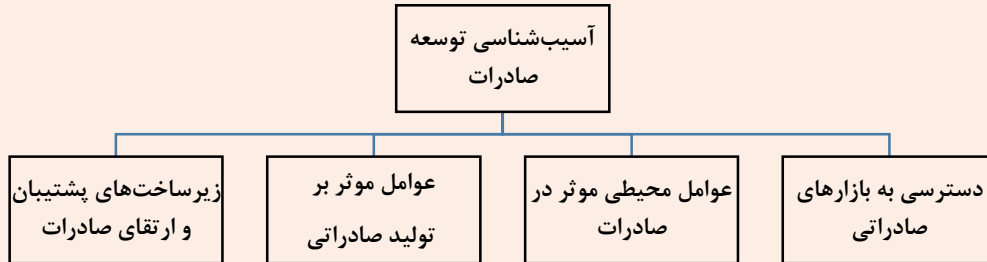 آسیب‌شناسی توسعه
صادرات
دسترسی به بازارهای
صادراتی
عوامل محیطی موثر در
صادرات
عوامل موثر بر
تولید صادراتی
زیرساخت‌های پشتیبان
و ارتقای صادرات